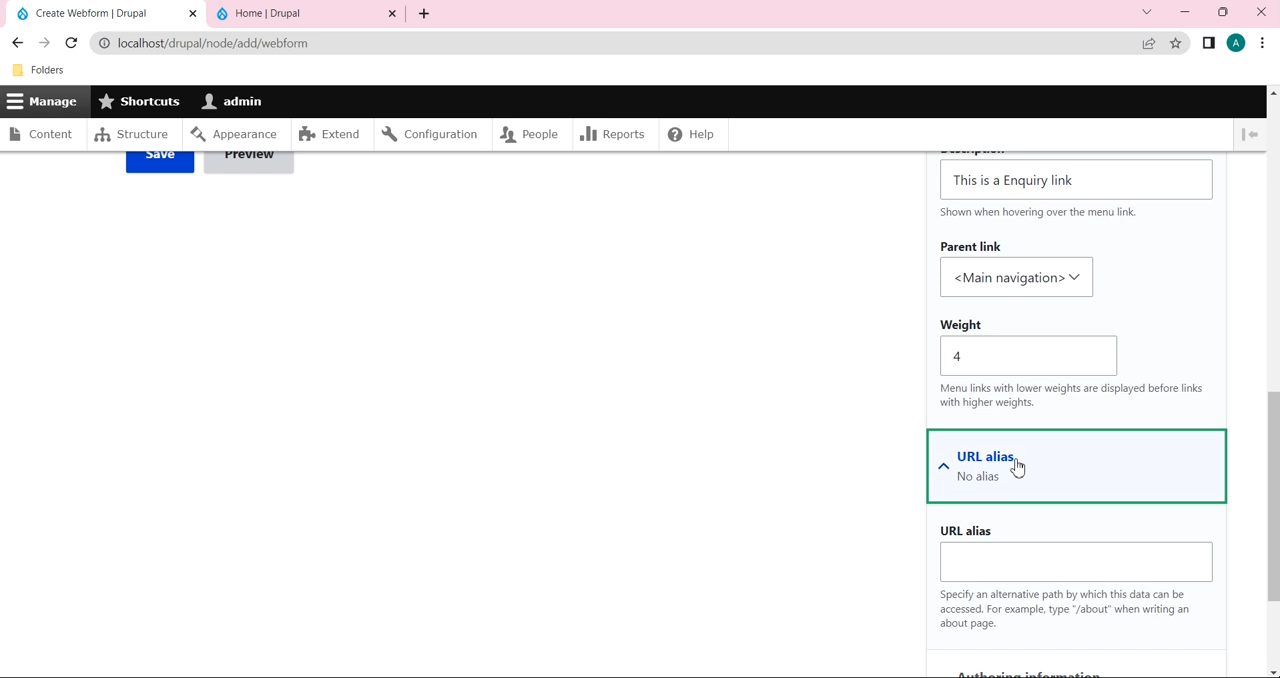 Create Webform | Drupal
Home | Drupal
localhost/drupal/node/add/webform
A
Folders
Manage
Shortcuts
admin
Content
Structure
Appearance
Extend
Configuration
People
Reports
Help
Save
Preview
Description
This is a Enquiry link
Shown when hovering over the menu link.
Parent link
<Main navigation>
Weight
4
Menu links with lower weights are displayed before links
with higher weights.
URL alias
No alias
URL alias
Specify an alternative path by which this data can be
accessed. For example, type "/about" when writing an
about page.
Authoring information